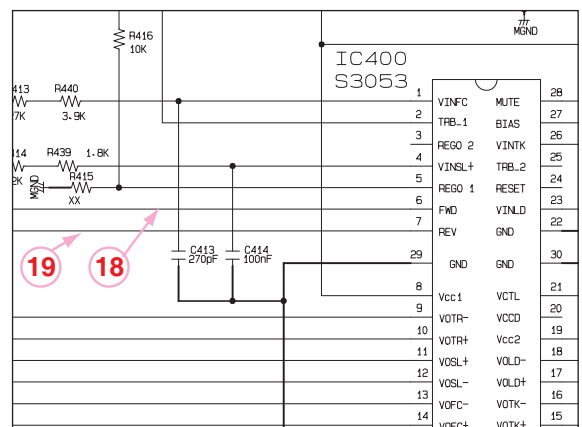 MGND
R416
10K
IC400
S3053
413
R440
7K
3.9K
1
VINFC
MUTE
28
2
TRB_1
BIAS
27
3
REGO 2
VINTK
26
414
R439
1.8K
4
VINSL+
TRB_2
25
2K
MGND
R415
XX
5
REGO 1
RESET
24
6
FWD
VINLD
23
7
REV
GND
22
19
18
C413
270pF
C414
100nF
29
GND
GND
30
8
Vcc1
VCTL
21
9
VOTR-
VCCD
20
10
VOTR+
Vcc2
19
11
VOSL+
VOLD-
18
12
VOSL-
VOLD+
17
13
VOFC-
VOTK-
16
14
VOFC+
VOTK+
15